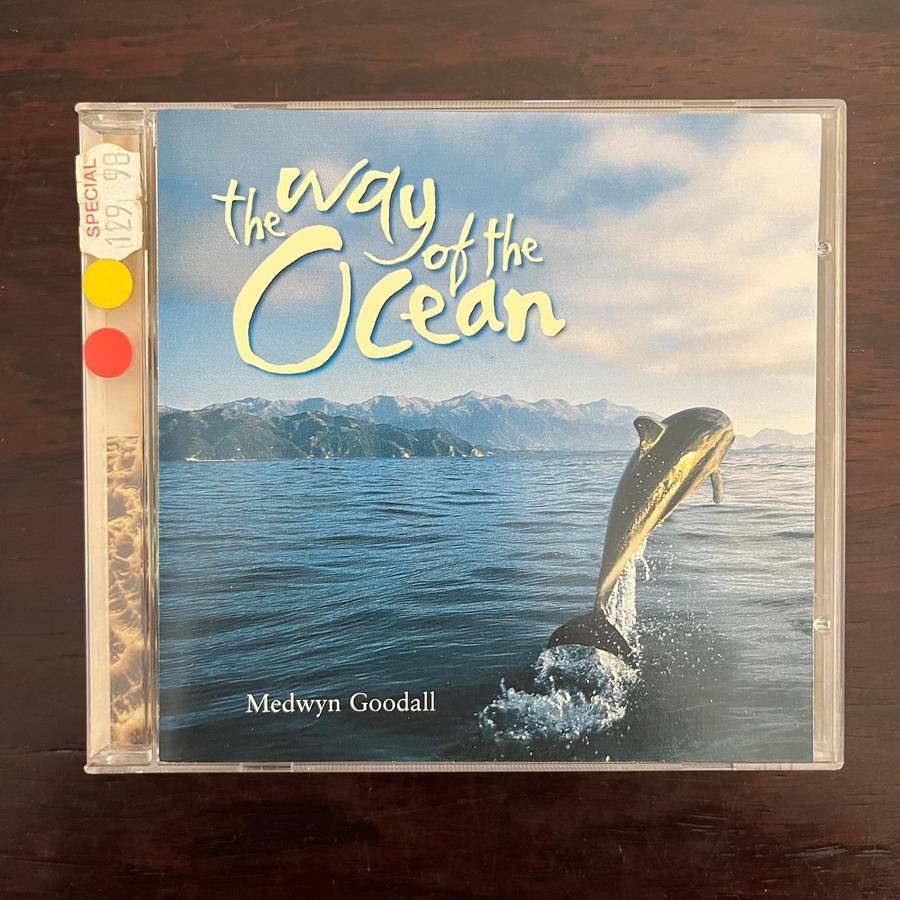 the way
of the
Ocean
Medwyn Goodall
SPECIAL
129 98